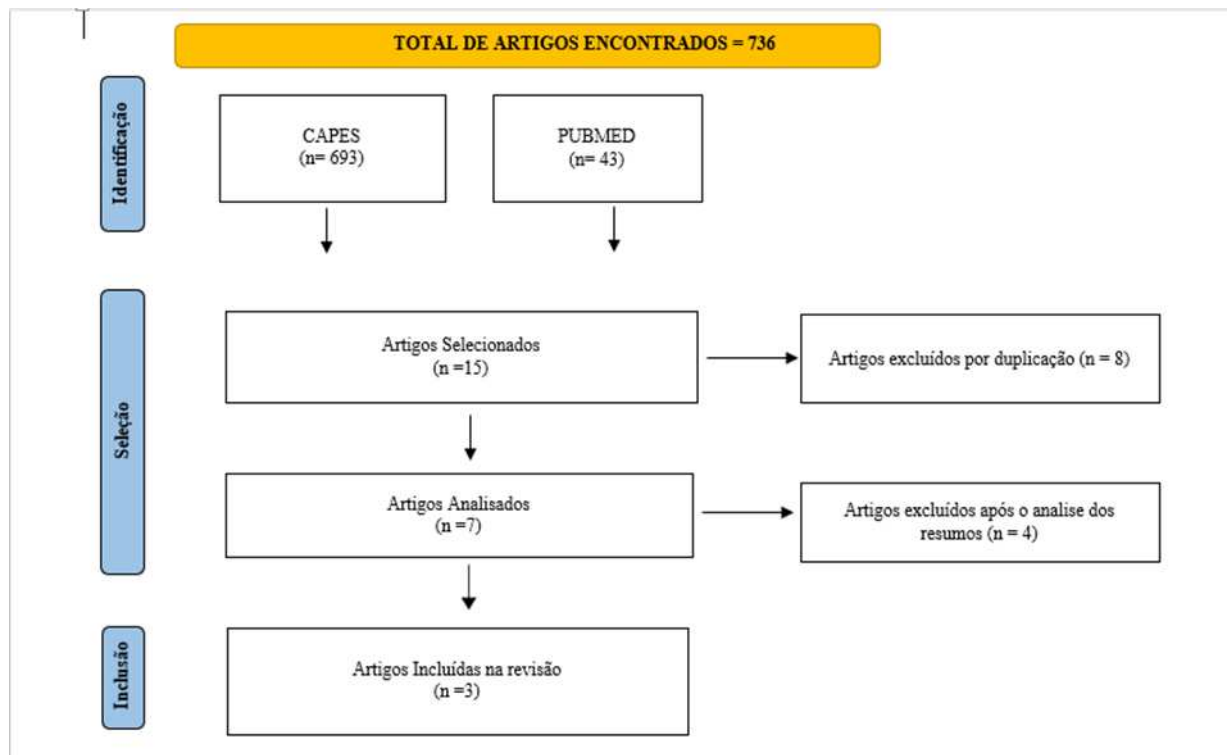 TOTAL DE ARTIGOS ENCONTRADOS = 736
Identificação
CAPES
(n= 693)
PUBMED
(n= 43)
Seleção
Artigos Selecionados
(n =15)
Artigos excluídos por duplicação (n = 8)
Artigos Analisados
(n =7)
Artigos excluídos após o analise dos
resumos (n = 4)
Inclusão
Artigos Incluídas na revisão
(n =3)